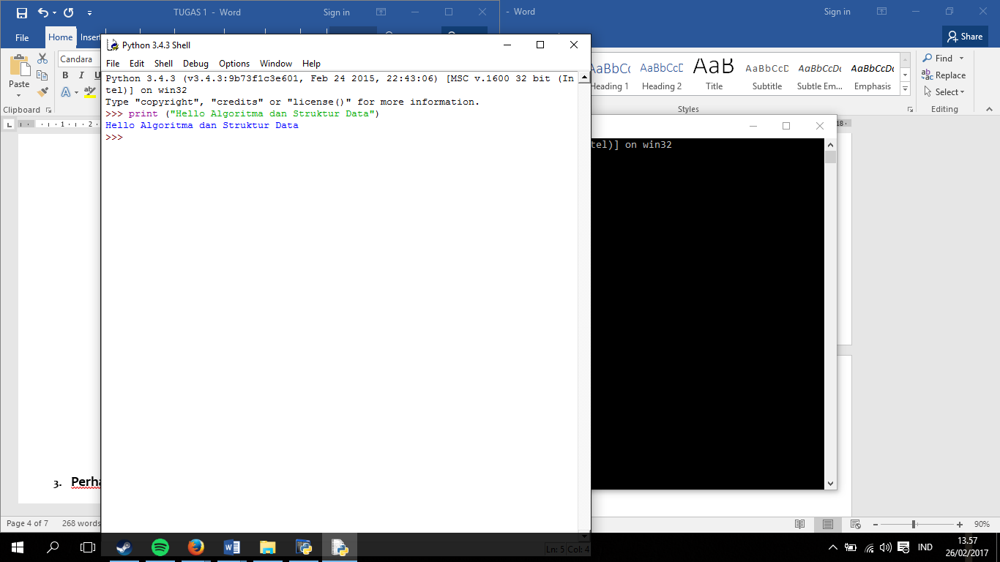 TUGAS 1 - Word
Sign in
- Word
Sign in
File
Home
Share
Python 3.4.3 Shell
File Edit Shell Debug Options Window Help
Python 3.4.3 (v3.4.3:9b73f1c3e601, Feb 24 2015, 22:43:06) [MSC v.1600 32 bit (In
tel)] on win32
Type "copyright", "credits" or "license()" for more information.
>>> print ("Hello Algoritma dan Struktur Data")
Hello Algoritma dan Struktur Data
>>>
Ln: 5 Col: 4
Paste
Clipboard
Candara
B I U
Heading 1
AaBbCcD
Heading 2
AaB
Title
AaBbCcD
Subtitle
AaBbCcDc
Subtle Em...
AaBbCcDc
Emphasis
Styles
Find
Replace
Select
Editing
1 2
18
tel)] on win32
3.
Page 4 of 7 268 words
90%
IND
13.57
26/02/2017